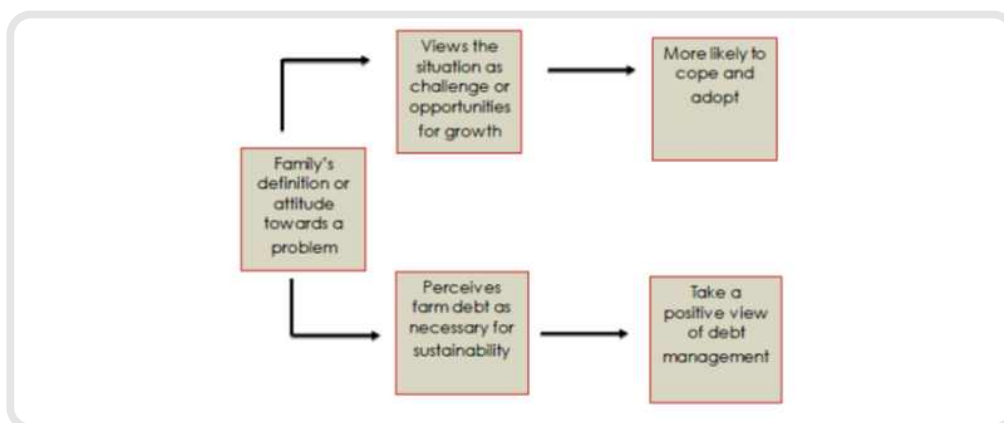 Views the
situation as
challenge or
opportunities
for growth
More likely to
cope and
adopt
Family's
definition or
attitude
towards a
problem
Perceives
farm debt as
necessary for
sustainability
Take a
positive view
of debt
management